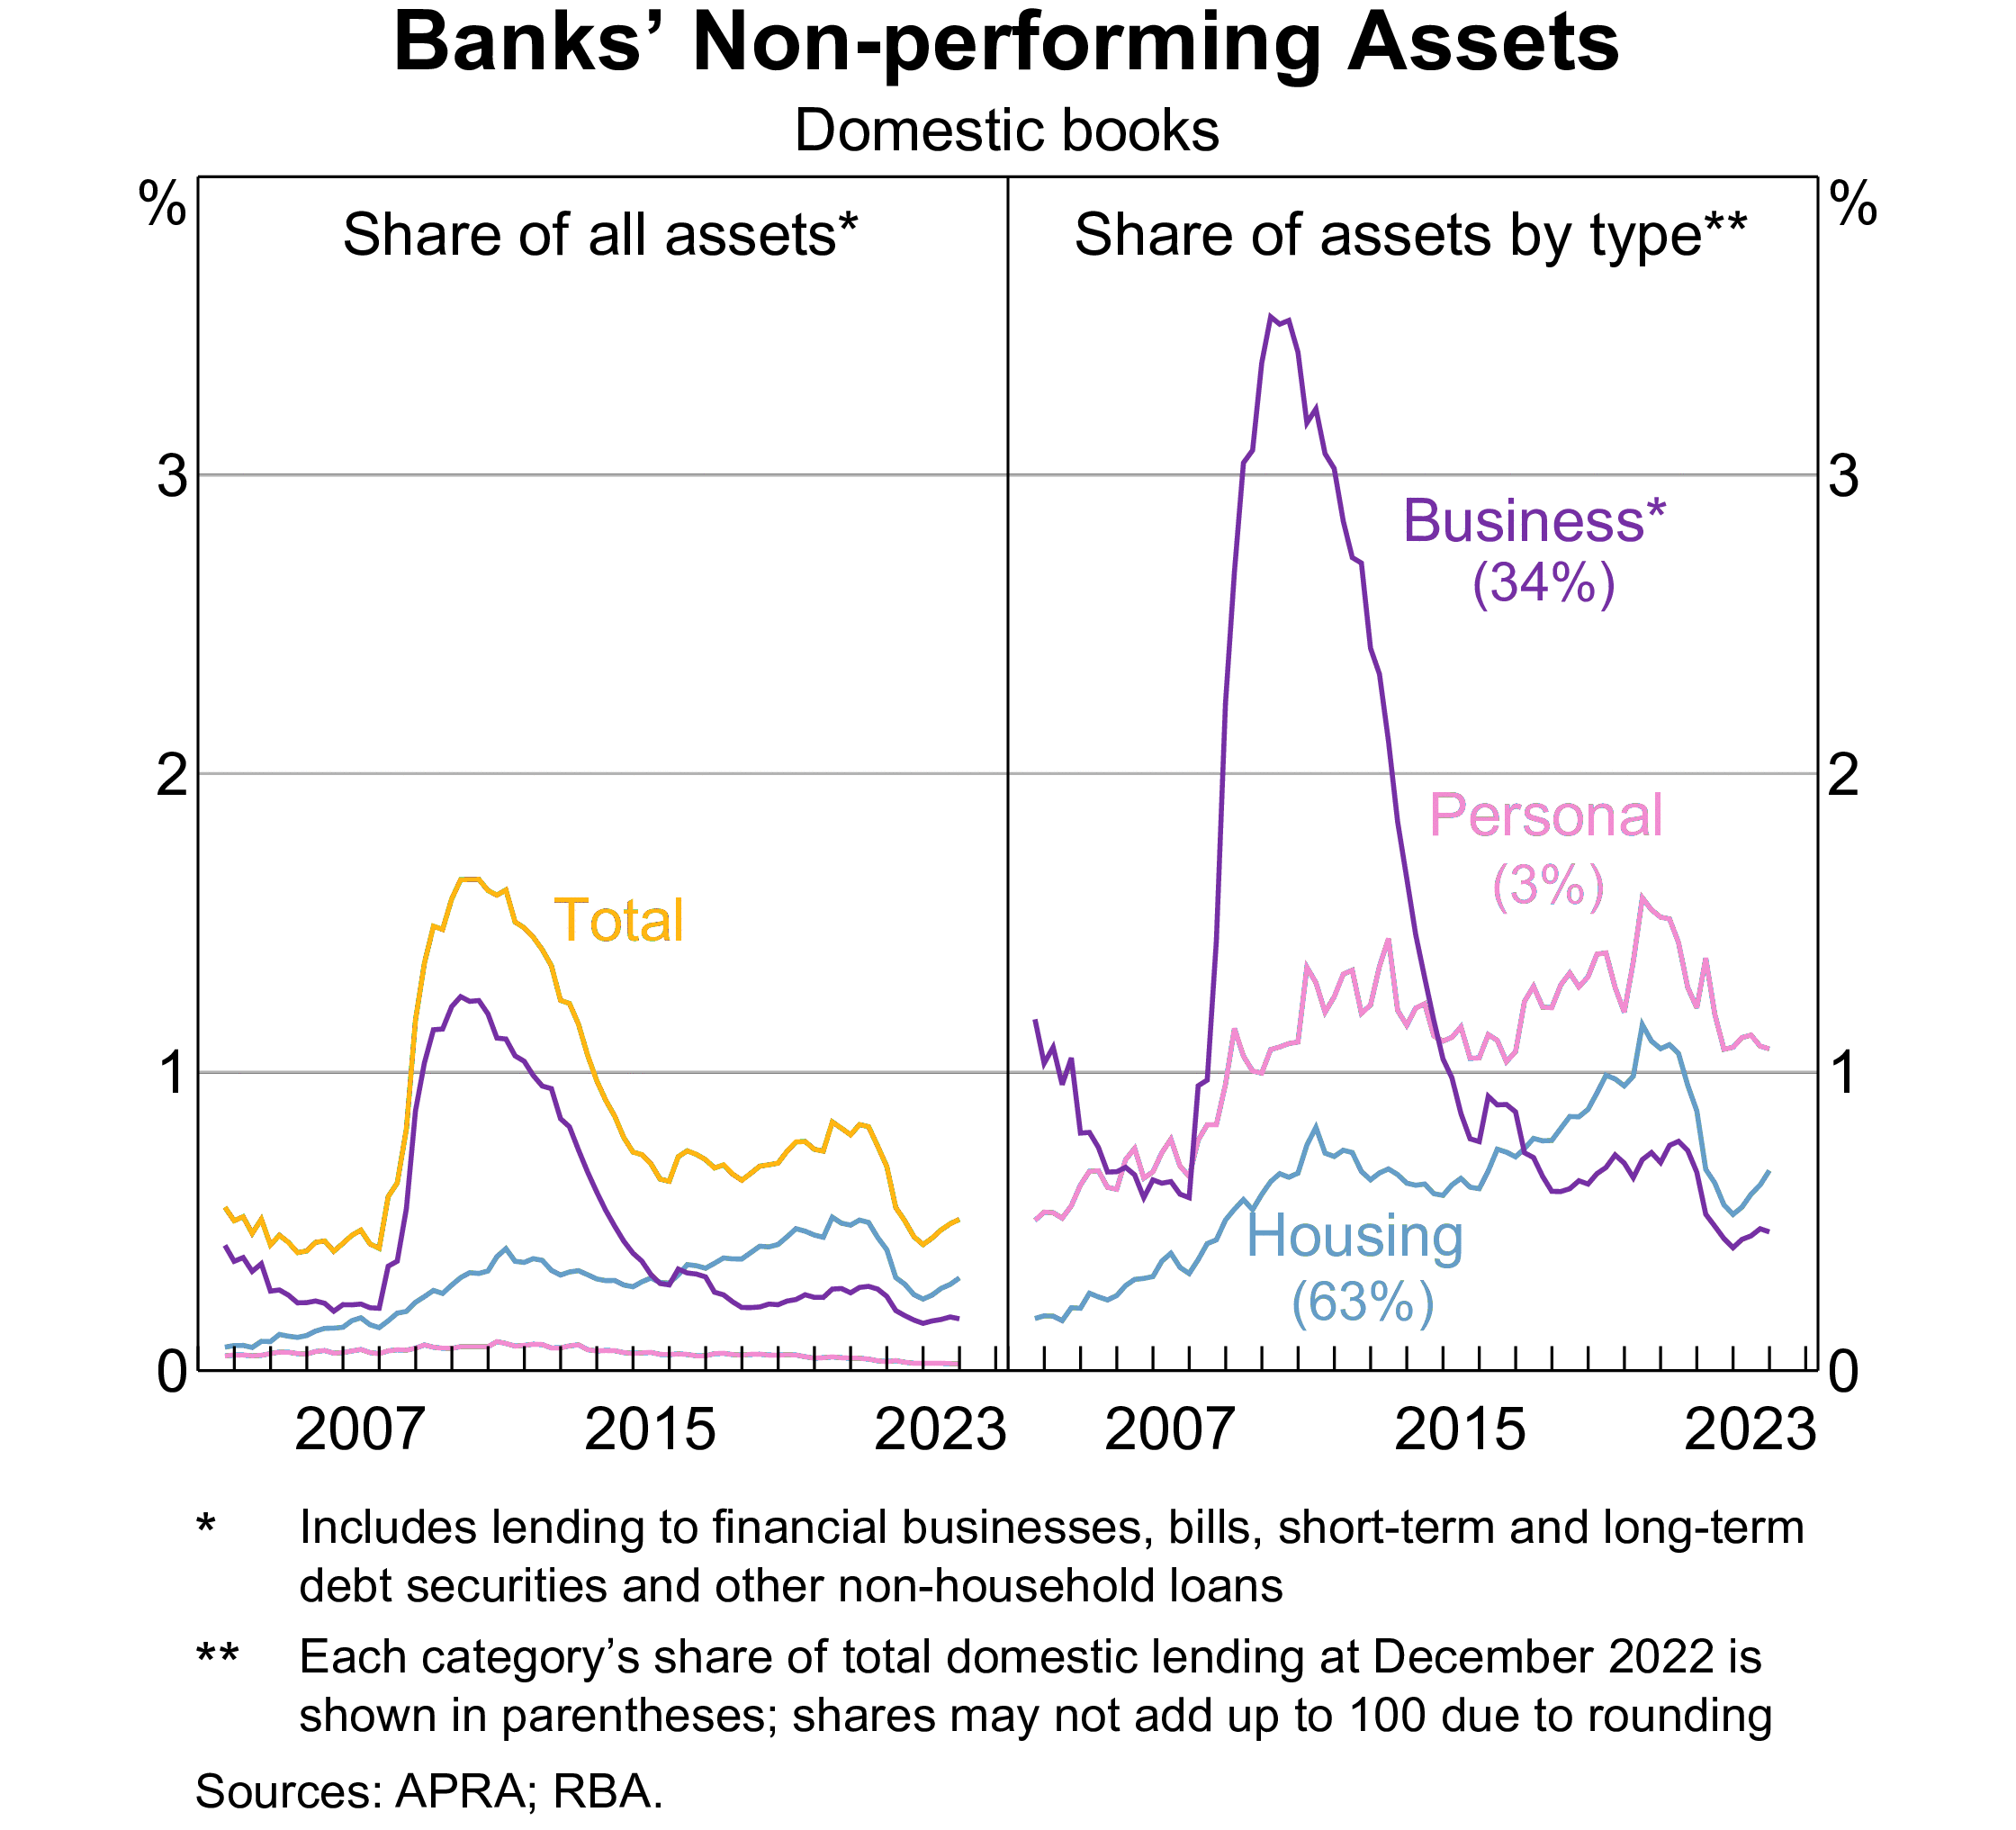 Banks’ Non-performing Assets
Domestic books
%
%
Share of all assets*
Share of assets by type**
3
3
Business*
(34%)
2
2
Personal
(3%)
Total
1
1
Housing
(63%)
0
0
2007
2015
2023
2007
2015
2023
* Includes lending to financial businesses, bills, short-term and long-term
debt securities and other non-household loans
** Each category’s share of total domestic lending at December 2022 is
shown in parentheses; shares may not add up to 100 due to rounding
Sources: APRA; RBA.